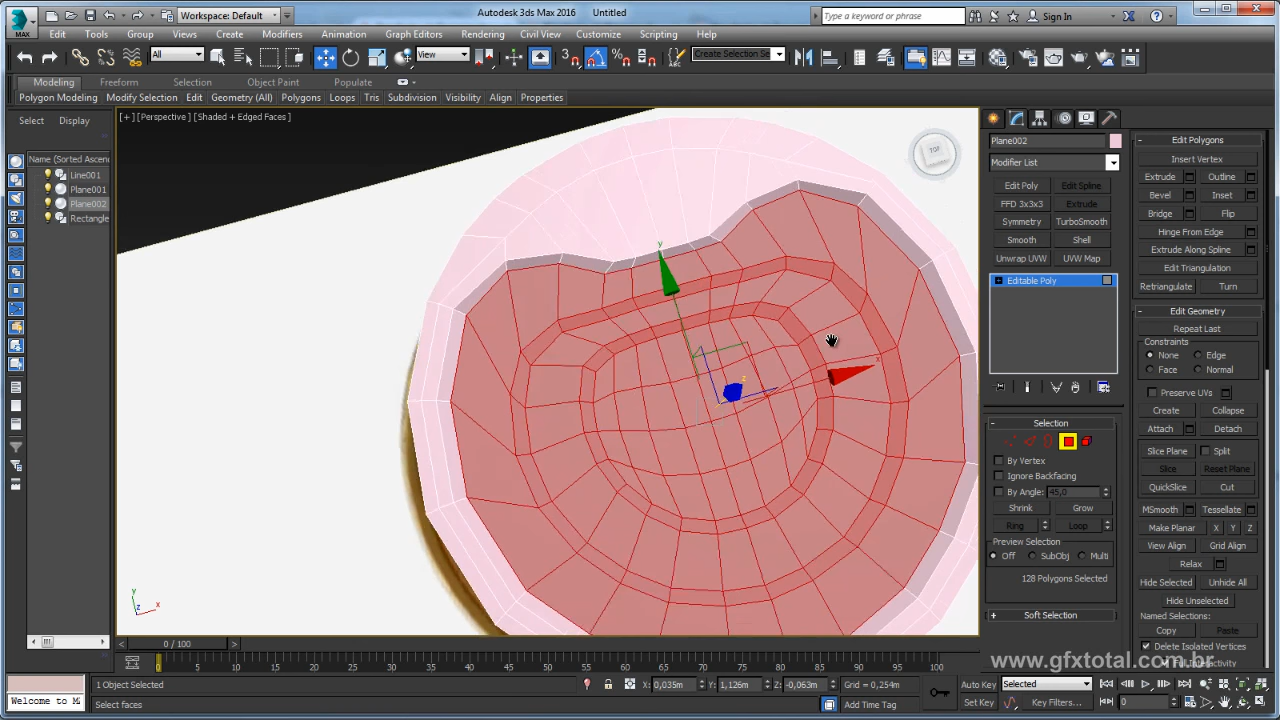 Workspace: Default
Autodesk 3ds Max 2016 Untitled
Type a keyword or phrase
Sign In
MAX
Edit Tools Group Views Create Modifiers Animation Graph Editors Rendering Civil View Customize Scripting Help
All
View
Create Selection Se
Modeling Freeform Selection Object Paint Populate
Polygon Modeling Modify Selection Edit Geometry (All) Polygons Loops Tris Subdivision Visibility Align Properties
Select Display
Name (Sorted Ascen
Line001
Plane001
Plane002
Rectangle
[ + ] [Perspective ] [Shaded + Edged Faces ]
TOP
y
x
z
y
z
x
Plane002
Modifier List
Edit Poly Edit Spline
FFD 3x3x3 Extrude
Symmetry TurboSmooth
Smooth Shell
Unwrap UVW UVW Map
Editable Poly
Selection
By Vertex
Ignore Backfacing
By Angle: 45,0
Shrink Grow
Ring Loop
Preview Selection
Off SubObj Multi
128 Polygons Selected
Soft Selection
Edit Polygons
Insert Vertex
Extrude Outline
Bevel Inset
Bridge Flip
Hinge From Edge
Extrude Along Spline
Edit Triangulation
Retriangulate Turn
Edit Geometry
Repeat Last
Constraints
None Edge
Face Normal
Preserve UVs
Create Collapse
Attach Detach
Slice Plane Split
Slice Reset Plane
QuickSlice Cut
MSmooth Tessellate
Make Planar X Y Z
View Align Grid Align
Relax
Hide Selected Unhide All
Hide Unselected
Named Selections:
Copy Paste
Delete Isolated Vertices
Full Interactivity
www.gfxtotal.com.br
0 / 100
0 5 10 15 20 25 30 35 40 45 50 55 60 65 70 75 80 85 90 95 100
1 Object Selected
X: 0,035m Y: 1,126m Z: -0,063m Grid = 0,254m
Auto Key Selected
Welcome to M
Select faces
Add Time Tag
Set Key Key Filters...
0